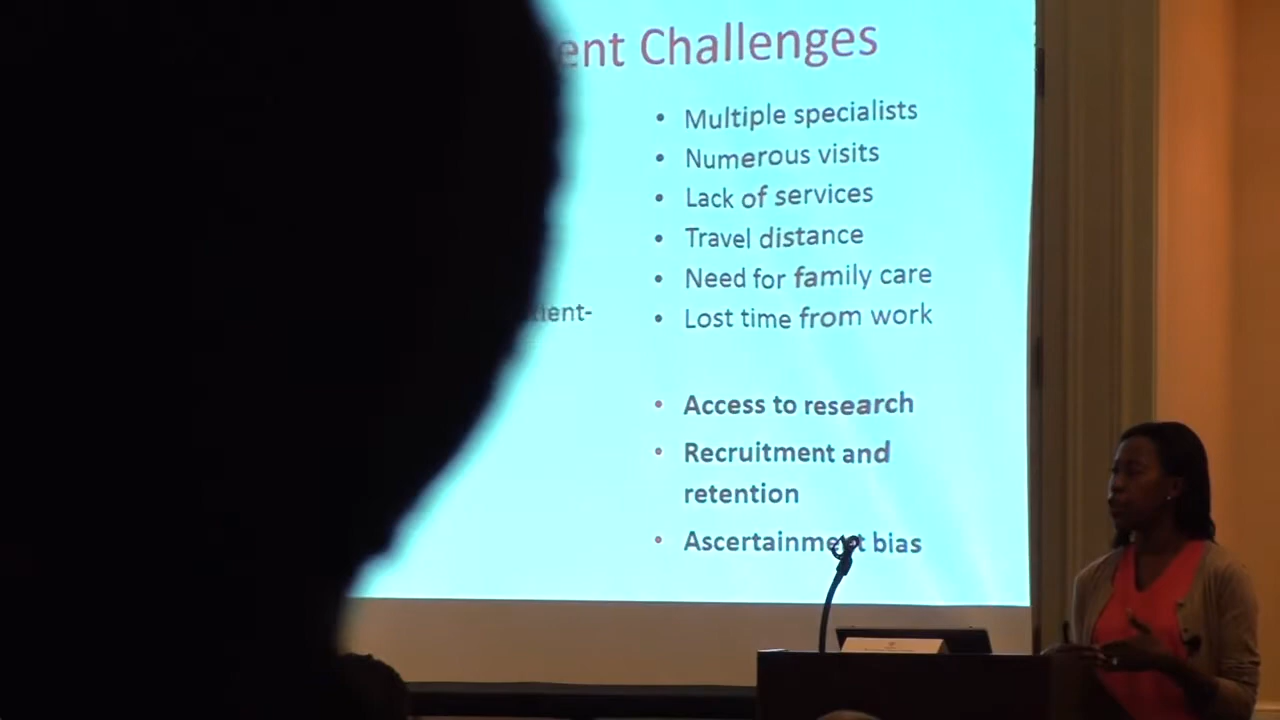 ent Challenges
• Multiple specialists
• Numerous visits
• Lack of services
• Travel distance
• Need for family care
ient-
• Lost time from work
• Access to research
• Recruitment and
retention
• Ascertainment bias